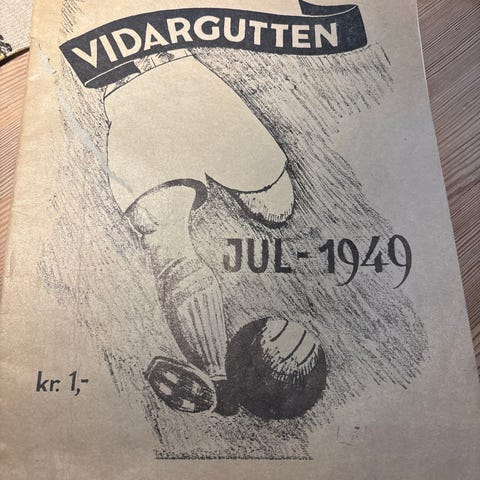 VIDARGUTTEN
JUL - 1949
kr. 1,-